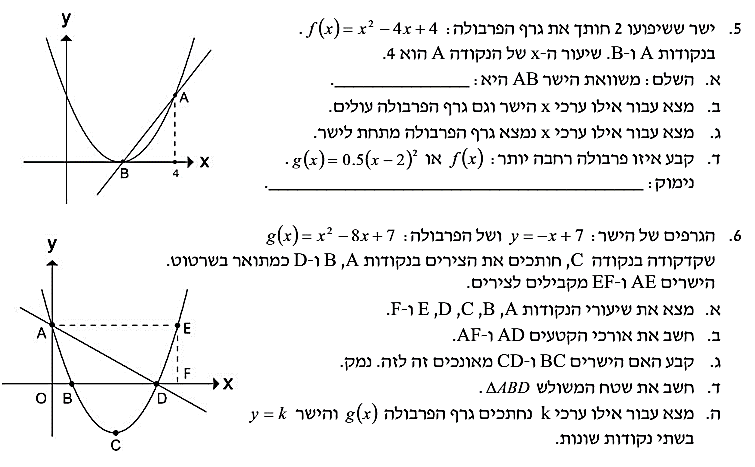 5. ישר ששיפועו 2 חותך את גרף הפרבולה: f(x) = x² − 4x + 4 .
בנקודות A ו-B. שיעור ה-x של הנקודה A הוא 4.
א. השלם: משוואת הישר AB היא: ________________.
ב. מצא עבור אילו ערכי x הישר וגם גרף הפרבולה עולים.
ג. מצא עבור אילו ערכי x נמצא גרף הפרבולה מתחת לישר.
ד. קבע איזו פרבולה רחבה יותר: f(x) או g(x) = 0.5(x − 2)² .
נימוק: ________________________________________.
y
A
B
4
x
6. הגרפים של הישר: y = −x + 7 ושל הפרבולה: g(x) = x² − 8x + 7
שקדקודה בנקודה C, חותכים את הצירים בנקודות A, B ו-D כמתואר בשרטוט.
הישרים AE ו-EF מקבילים לצירים.
א. מצא את שיעורי הנקודות A, B, C, D, E ו-F.
ב. חשב את אורכי הקטעים AD ו-AF.
ג. קבע האם הישרים BC ו-CD מאונכים זה לזה. נמק.
ד. חשב את שטח המשולש ΔABD.
ה. מצא עבור אילו ערכי k נחתכים גרף הפרבולה g(x) והישר y = k
בשתי נקודות שונות.
y
A
E
F
x
O
B
D
C